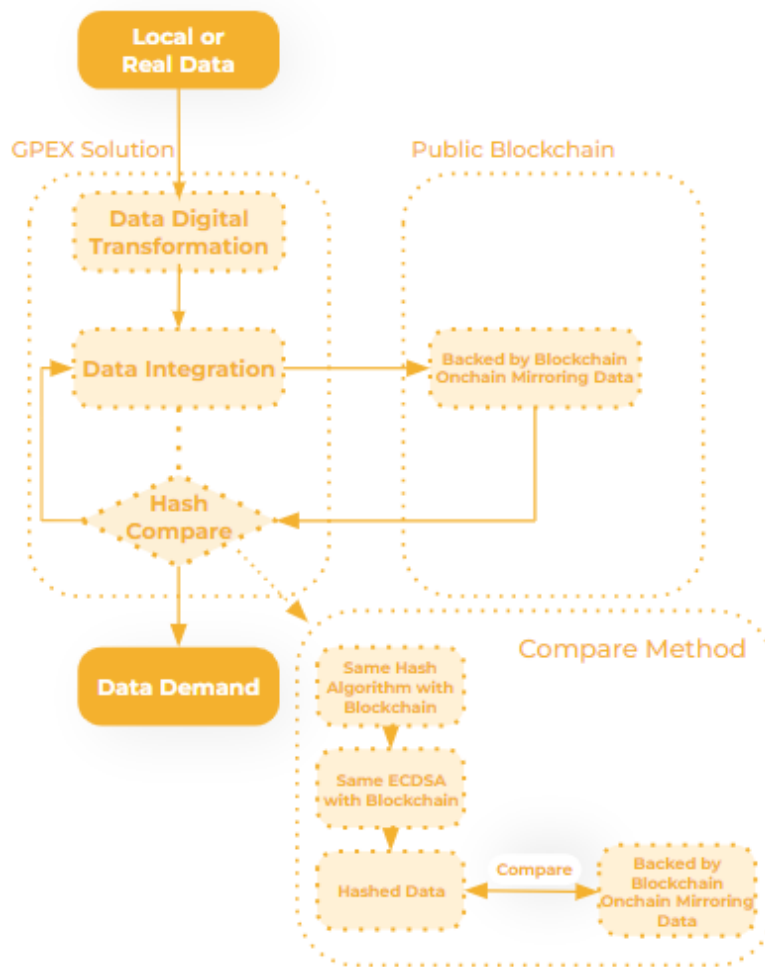 Local or
Real Data
GPEX Solution
Public Blockchain
Data Digital
Transformation
Data Integration
Backed by Blockchain
Onchain Mirroring Data
Hash
Compare
Data Demand
Compare Method
Same Hash
Algorithm with
Blockchain
Same ECDSA
with Blockchain
Hashed Data
Compare
Backed by
Blockchain
Onchain Mirroring
Data